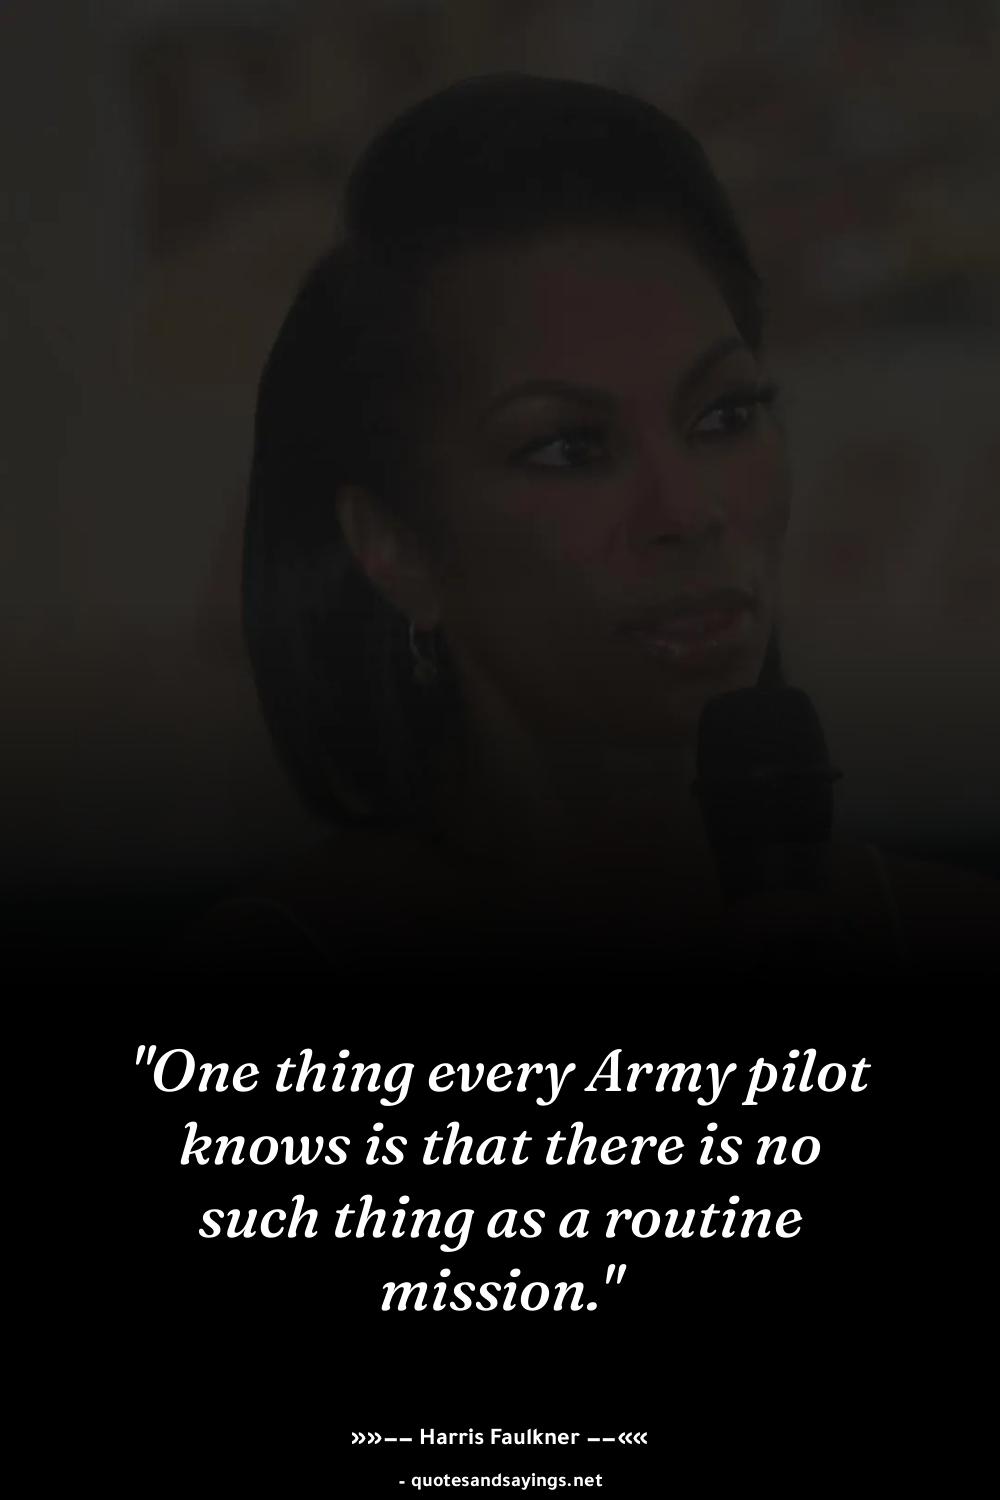 "One thing every Army pilot
knows is that there is no
such thing as a routine
mission."
»»−− Harris Faulkner −−««
- quotesandsayings.net